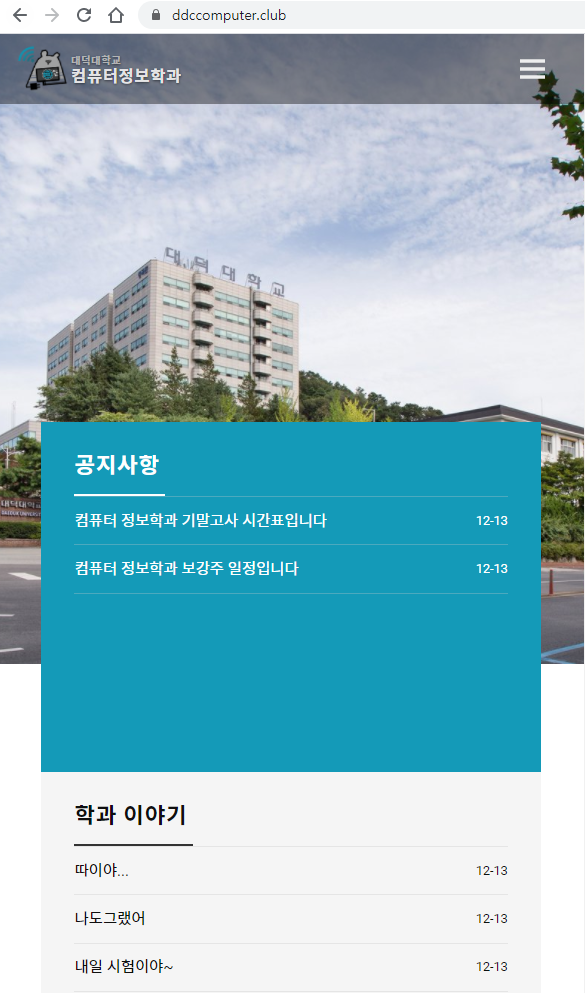 ddccomputer.club
대덕대학교
컴퓨터정보학과
대덕대학교
공지사항
컴퓨터 정보학과 기말고사 시간표입니다 12-13
컴퓨터 정보학과 보강주 일정입니다 12-13
학과 이야기
따이야... 12-13
나도그랬어 12-13
내일 시험이야~ 12-13